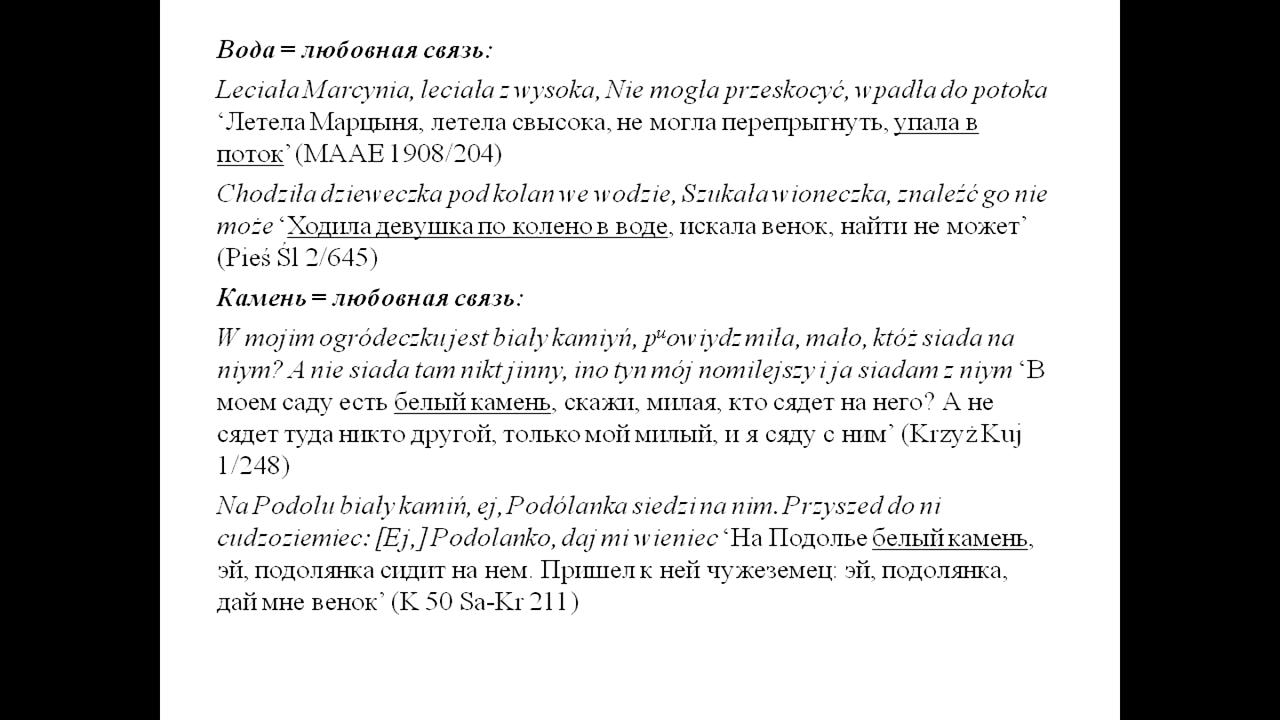 Вода = любовная связь:
Leciała Marcynia, leciała z wysoka, Nie mogła przeskocyć, wpadła do potoka
‘Летела Марцыня, летела свысока, не могла перепрыгнуть, упала в
поток’ (MAAE 1908/204)
Chodziła dzieweczka pod kolan we wodzie, Szukała wioneczka, znaleźć go nie
może ‘Ходила девушка по колено в воде, искала венок, найти не может’
(Pieś Śl 2/645)
Камень = любовная связь:
W mojim ogródeczku jest biały kamiyń, pᵘowiydz miła, mało, któż siada na
niym? A nie siada tam nikt jinny, ino tyn mój nomilejszy i ja siadam z niym ‘В
моем саду есть белый камень, скажи, милая, кто сядет на него? А не
сядет туда никто другой, только мой милый, и я сяду с ним’ (Krzyż Kuj
1/248)
Na Podolu biały kamiń, ej, Podólanka siedzi na nim. Przyszed do ni
cudzoziemiec: [Ej,] Podolanko, daj mi wieniec ‘На Подолье белый камень,
эй, подолянка сидит на нем. Пришел к ней чужеземец: эй, подолянка,
дай мне венок’ (K 50 Sa-Kr 211)